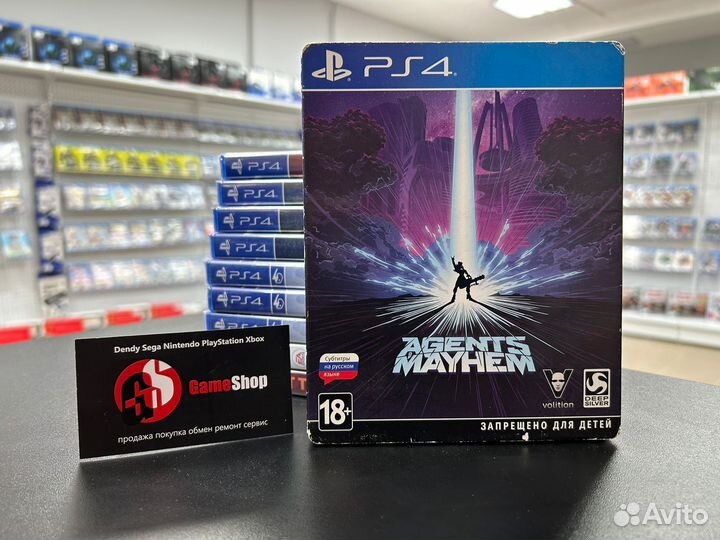 PS4
AGENTS
MAYHEM
Субтитры
на русском
языке
18+
volition
DEEP
SILVER
ЗАПРЕЩЕНО ДЛЯ ДЕТЕЙ
PS4
PS4
PS4
PS4
PS4
PS4
PS4
Dendy Sega Nintendo PlayStation Xbox
GS
GameShop
продажа покупка обмен ремонт сервис
Avito